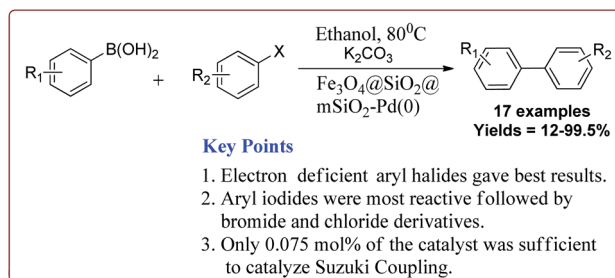 Ethanol, 80⁰C
B(OH)₂
X
K₂CO₃
R₁
R₂
R₁
R₂
+
Fe₃O₄@SiO₂@
mSiO₂-Pd(0)
17 examples
Yields = 12-99.5%
Key Points
1. Electron deficient aryl halides gave best results.
2. Aryl iodides were most reactive followed by
bromide and chloride derivatives.
3. Only 0.075 mol% of the catalyst was sufficient
to catalyze Suzuki Coupling.